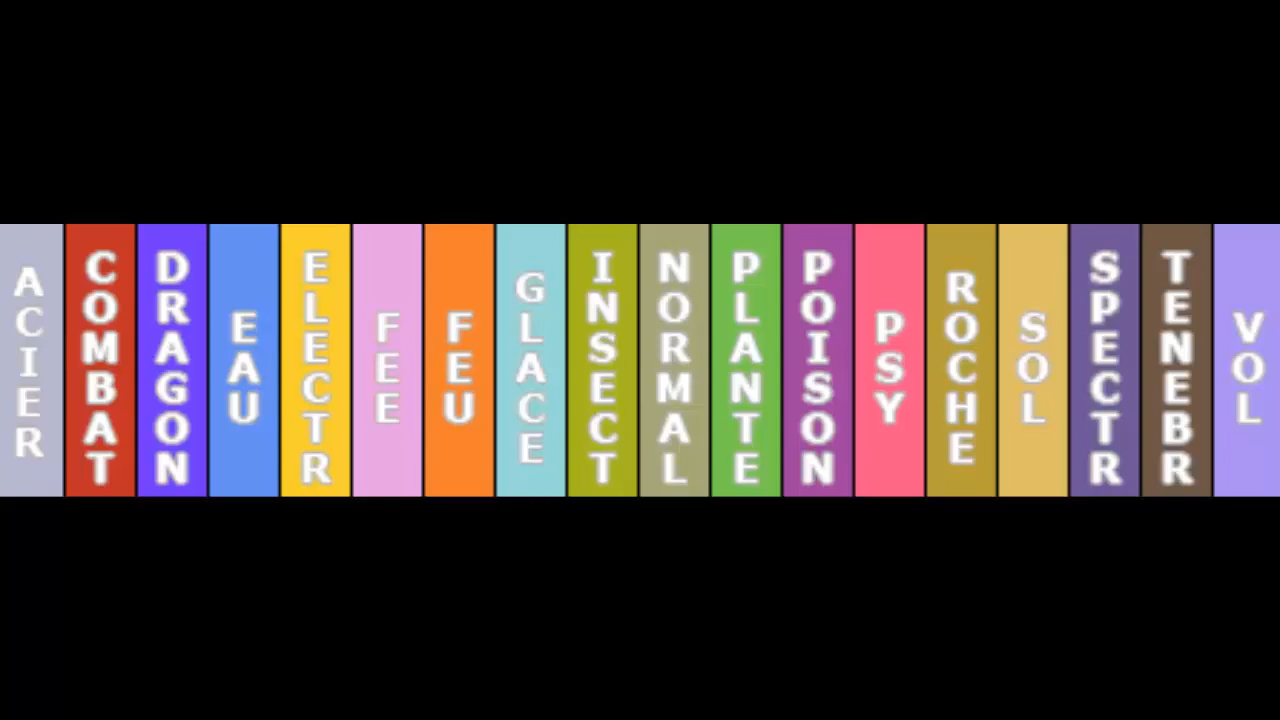 ACIER
COMBAT
DRAGON
EAU
ELECTR
FEE
FEU
GLACE
INSECT
NORMAL
PLANTE
POISON
PSY
ROCHE
SOL
SPECTR
TENEBR
VOL